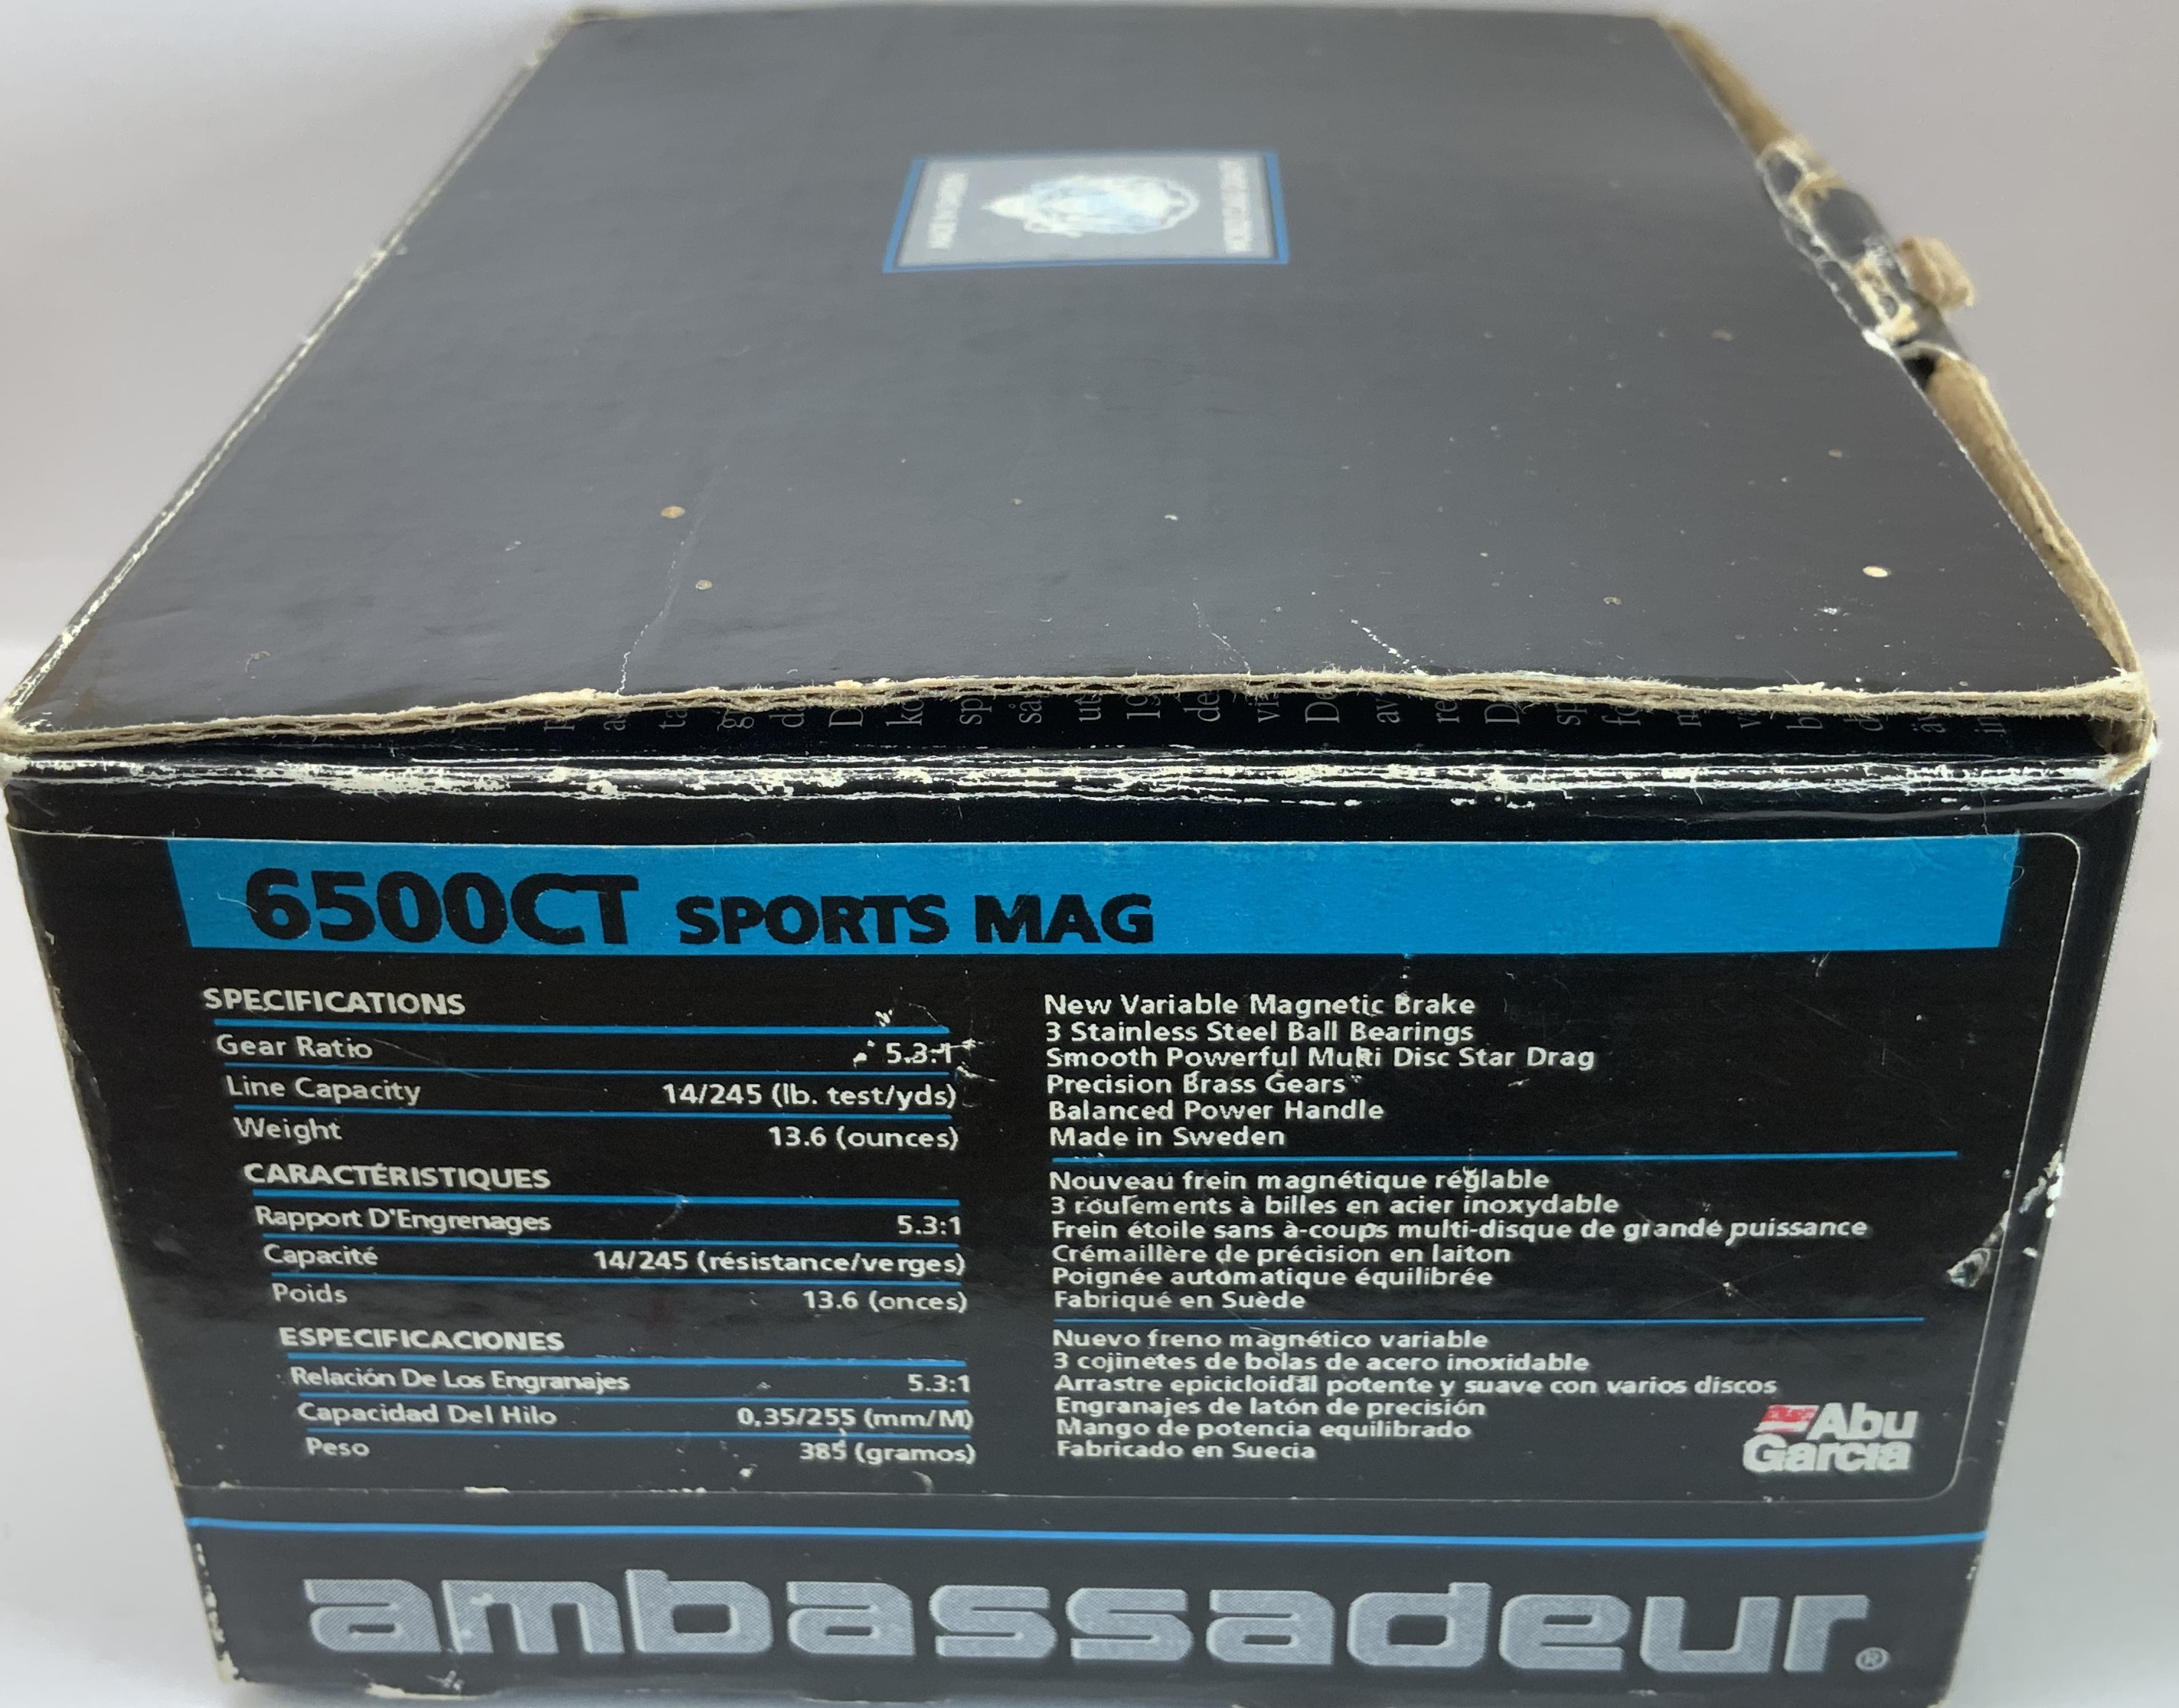 6500CT SPORTS MAG
SPECIFICATIONS
Gear Ratio 5.3:1
Line Capacity 14/245 (lb. test/yds)
Weight 13.6 (ounces)
CARACTÉRISTIQUES
Rapport D'Engrenages 5.3:1
Capacité 14/245 (résistance/verges)
Poids 13.6 (onces)
ESPECIFICACIONES
Relación De Los Engranajes 5.3:1
Capacidad Del Hilo 0,35/255 (mm/M)
Peso 385 (gramos)
New Variable Magnetic Brake
3 Stainless Steel Ball Bearings
Smooth Powerful Multi Disc Star Drag
Precision Brass Gears
Balanced Power Handle
Made in Sweden
Nouveau frein magnétique réglable
3 roulements à billes en acier inoxydable
Frein étoile sans à-coups multi-disque de grande puissance
Crémaillère de précision en laiton
Poignée automatique équilibrée
Fabriqué en Suède
Nuevo freno magnético variable
3 cojinetes de bolas de acero inoxidable
Arrastre epicicloidal potente y suave con varios discos
Engranajes de latón de precisión
Mango de potencia equilibrado
Fabricado en Suecia
Abu
Garcia
ambassadeur®